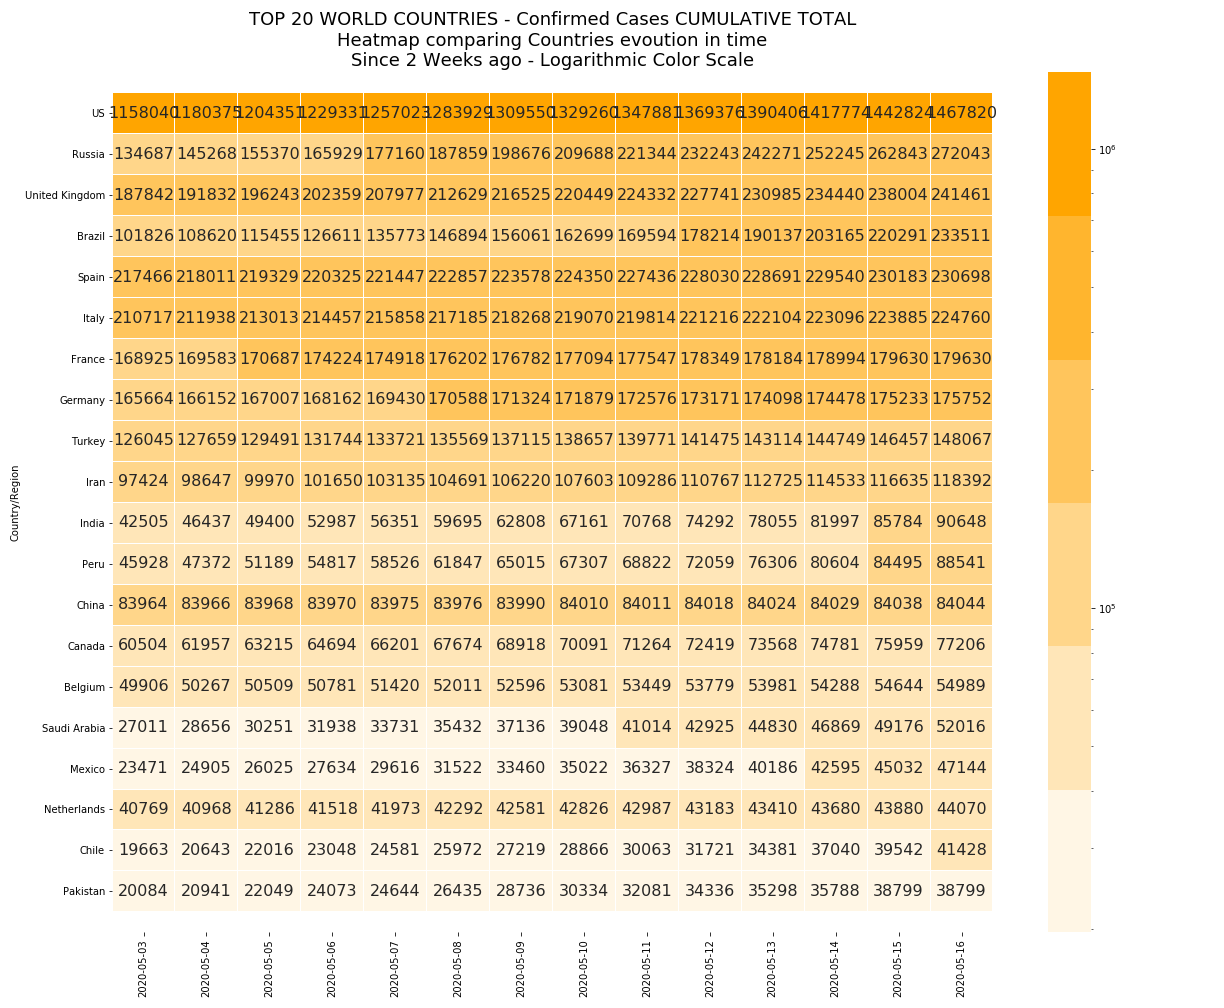 TOP 20 WORLD COUNTRIES - Confirmed Cases CUMULATIVE TOTAL
Heatmap comparing Countries evoution in time
Since 2 Weeks ago - Logarithmic Color Scale
US 1158040 1180375 1204351 1229331 1257023 1283929 1309550 1329260 1347881 1369376 1390406 1417774 1442824 1467820
10⁶
Russia 134687 145268 155370 165929 177160 187859 198676 209688 221344 232243 242271 252245 262843 272043
United Kingdom 187842 191832 196243 202359 207977 212629 216525 220449 224332 227741 230985 234440 238004 241461
Brazil 101826 108620 115455 126611 135773 146894 156061 162699 169594 178214 190137 203165 220291 233511
Spain 217466 218011 219329 220325 221447 222857 223578 224350 227436 228030 228691 229540 230183 230698
Italy 210717 211938 213013 214457 215858 217185 218268 219070 219814 221216 222104 223096 223885 224760
France 168925 169583 170687 174224 174918 176202 176782 177094 177547 178349 178184 178994 179630 179630
Germany 165664 166152 167007 168162 169430 170588 171324 171879 172576 173171 174098 174478 175233 175752
Turkey 126045 127659 129491 131744 133721 135569 137115 138657 139771 141475 143114 144749 146457 148067
Iran 97424 98647 99970 101650 103135 104691 106220 107603 109286 110767 112725 114533 116635 118392
Country/Region
India 42505 46437 49400 52987 56351 59695 62808 67161 70768 74292 78055 81997 85784 90648
Peru 45928 47372 51189 54817 58526 61847 65015 67307 68822 72059 76306 80604 84495 88541
China 83964 83966 83968 83970 83975 83976 83990 84010 84011 84018 84024 84029 84038 84044
10⁵
Canada 60504 61957 63215 64694 66201 67674 68918 70091 71264 72419 73568 74781 75959 77206
Belgium 49906 50267 50509 50781 51420 52011 52596 53081 53449 53779 53981 54288 54644 54989
Saudi Arabia 27011 28656 30251 31938 33731 35432 37136 39048 41014 42925 44830 46869 49176 52016
Mexico 23471 24905 26025 27634 29616 31522 33460 35022 36327 38324 40186 42595 45032 47144
Netherlands 40769 40968 41286 41518 41973 42292 42581 42826 42987 43183 43410 43680 43880 44070
Chile 19663 20643 22016 23048 24581 25972 27219 28866 30063 31721 34381 37040 39542 41428
Pakistan 20084 20941 22049 24073 24644 26435 28736 30334 32081 34336 35298 35788 38799 38799
2020-05-03 2020-05-04 2020-05-05 2020-05-06 2020-05-07 2020-05-08 2020-05-09 2020-05-10 2020-05-11 2020-05-12 2020-05-13 2020-05-14 2020-05-15 2020-05-16